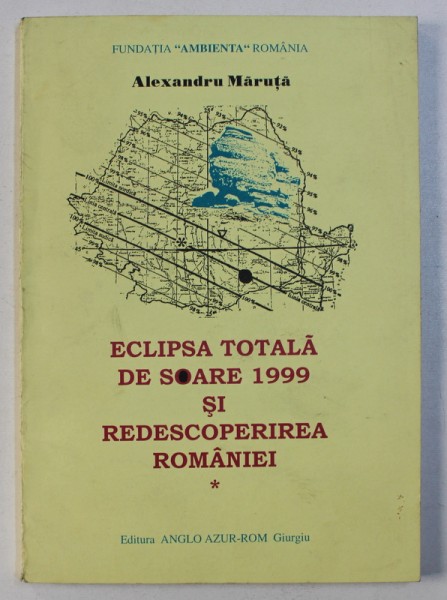 FUNDAȚIA "AMBIENTA" ROMÂNIA
Alexandru Măruță
ECLIPSA TOTALĂ
DE SOARE 1999
ȘI
REDESCOPERIREA
ROMÂNIEI
*
Editura ANGLO AZUR-ROM Giurgiu